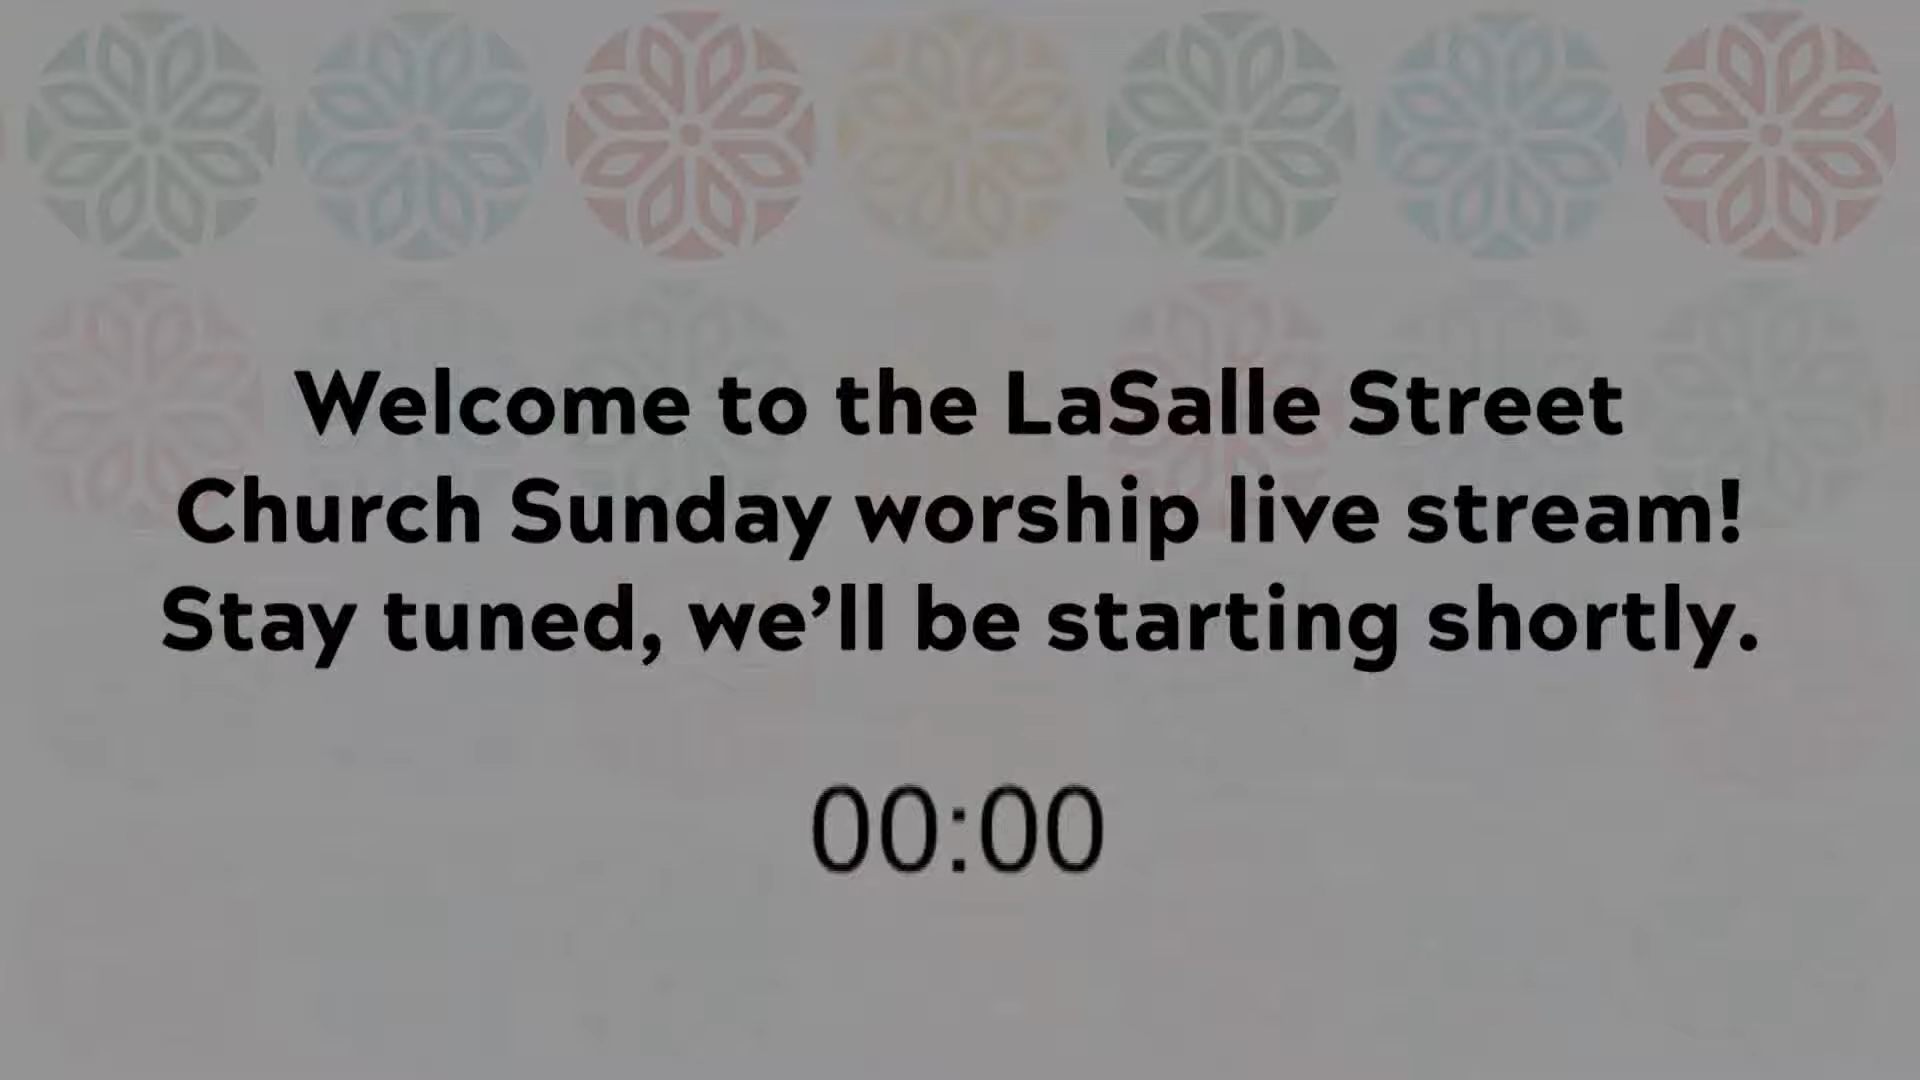 Welcome to the LaSalle Street
Church Sunday worship live stream!
Stay tuned, we’ll be starting shortly.
00:00